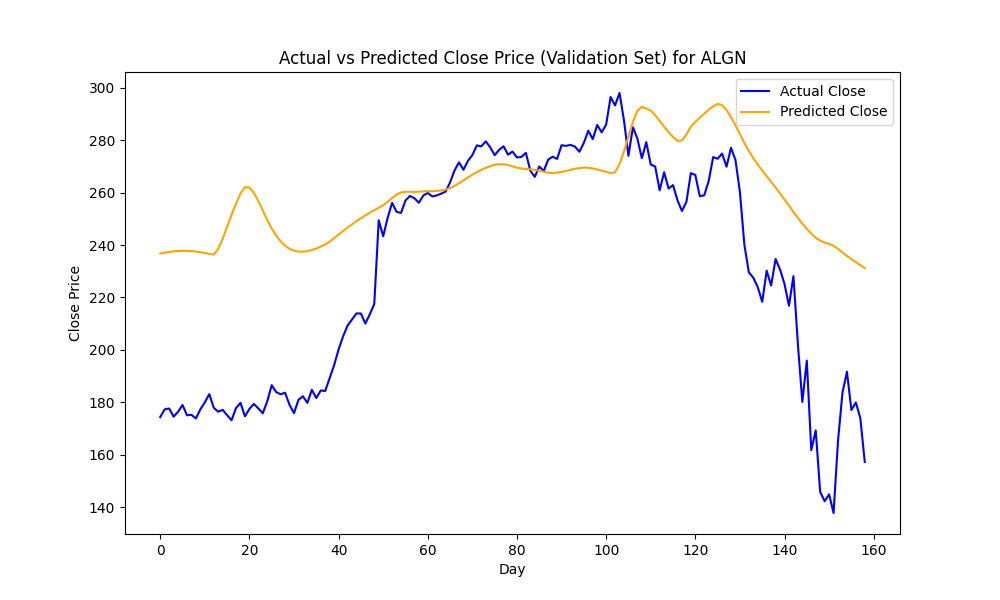 Actual vs Predicted Close Price (Validation Set) for ALGN
Actual Close
Predicted Close
Close Price
300
280
260
240
220
200
180
160
140
0 20 40 60 80 100 120 140 160
Day